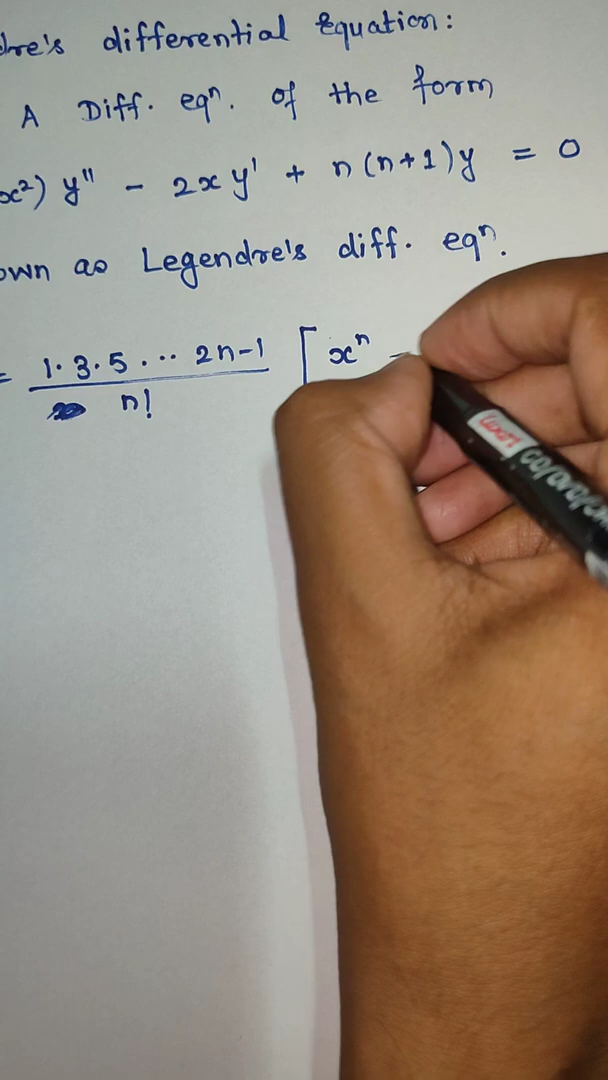 dre's differential Equation:
A Diff. eqⁿ. of the form
x²) y" - 2x y' + n(n+1)y = 0
own as Legendre's diff. eqⁿ.
= 1·3·5 ... 2n-1 / n! [ xⁿ -